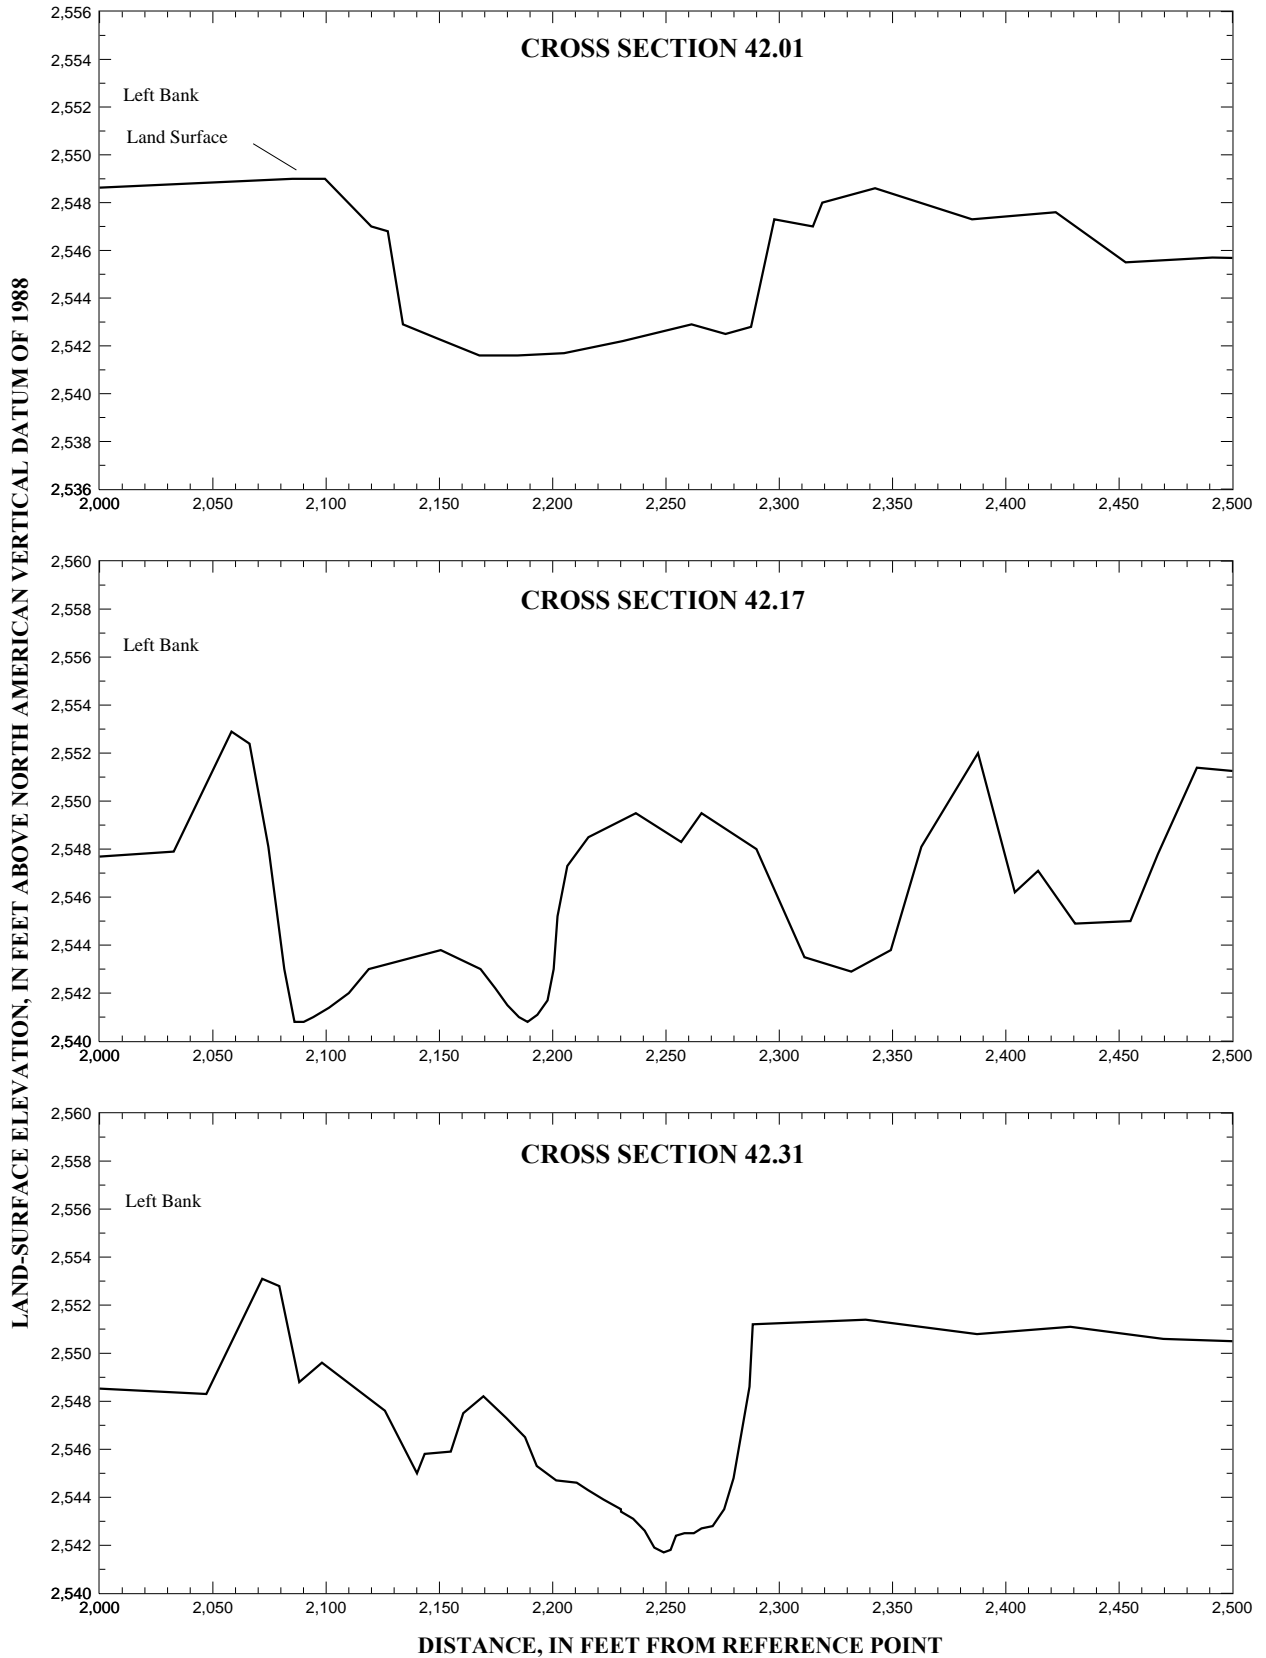 LAND-SURFACE ELEVATION, IN FEET ABOVE NORTH AMERICAN VERTICAL DATUM OF 1988
CROSS SECTION 42.01
Left Bank
Land Surface
2,556
2,554
2,552
2,550
2,548
2,546
2,544
2,542
2,540
2,538
2,536
2,000 2,050 2,100 2,150 2,200 2,250 2,300 2,350 2,400 2,450 2,500
CROSS SECTION 42.17
Left Bank
2,560
2,558
2,556
2,554
2,552
2,550
2,548
2,546
2,544
2,542
2,540
2,000 2,050 2,100 2,150 2,200 2,250 2,300 2,350 2,400 2,450 2,500
CROSS SECTION 42.31
Left Bank
2,560
2,558
2,556
2,554
2,552
2,550
2,548
2,546
2,544
2,542
2,540
2,000 2,050 2,100 2,150 2,200 2,250 2,300 2,350 2,400 2,450 2,500
DISTANCE, IN FEET FROM REFERENCE POINT